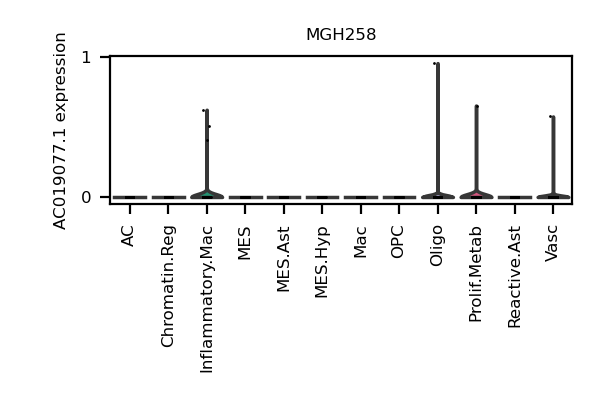 MGH258
AC019077.1 expression
1
0
AC
Chromatin.Reg
Inflammatory.Mac
MES
MES.Ast
MES.Hyp
Mac
OPC
Oligo
Prolif.Metab
Reactive.Ast
Vasc